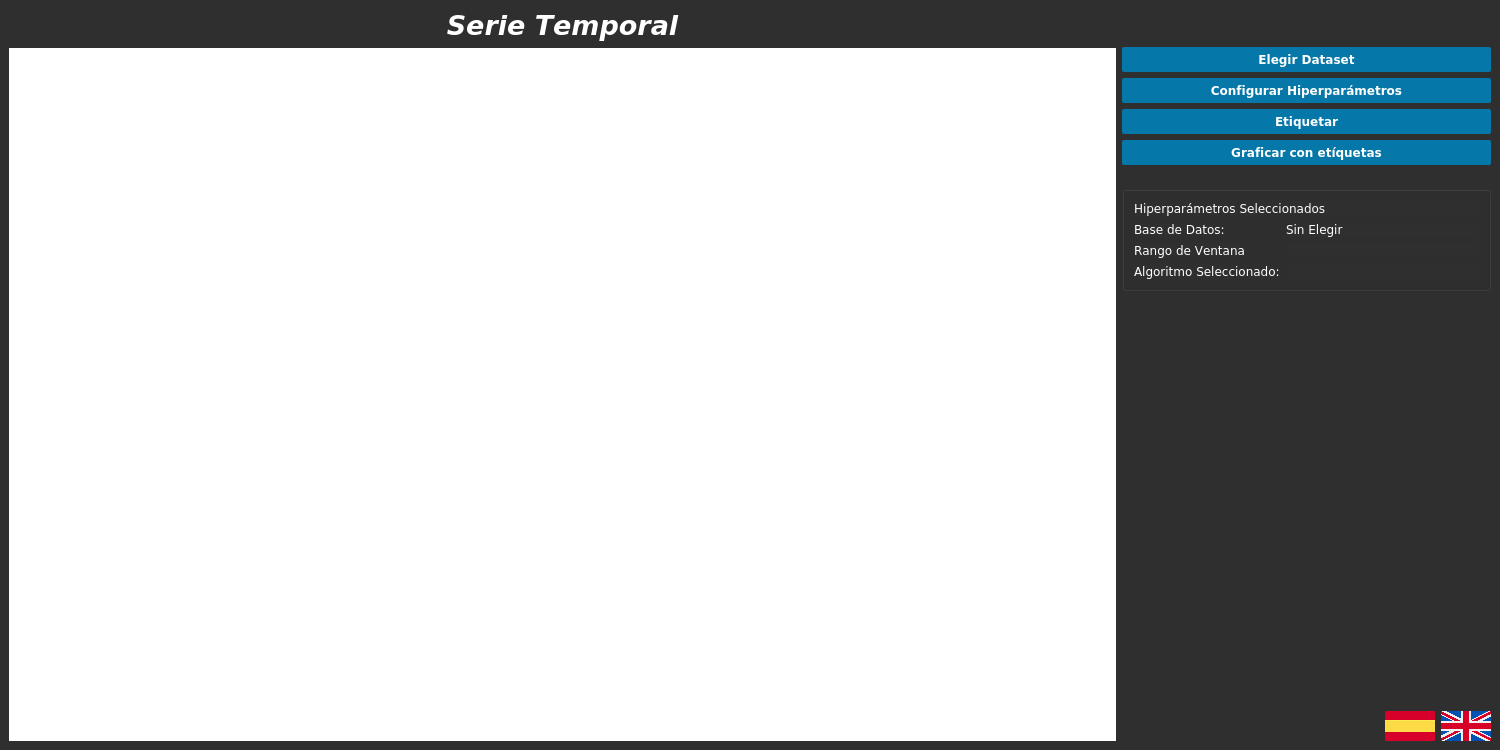 Serie Temporal
Elegir Dataset
Configurar Hiperparámetros
Etiquetar
Graficar con etíquetas
Hiperparámetros Seleccionados
Base de Datos: Sin Elegir
Rango de Ventana
Algoritmo Seleccionado: